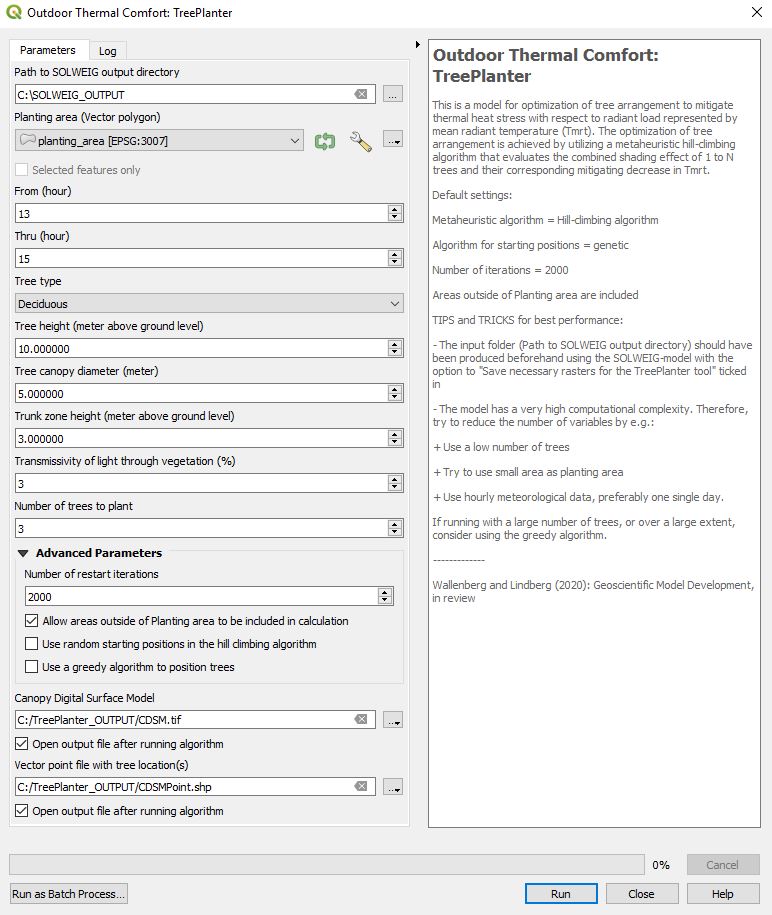 Outdoor Thermal Comfort: TreePlanter
Parameters
Log
Path to SOLWEIG output directory
C:\SOLWEIG_OUTPUT
...
Planting area (Vector polygon)
planting_area [EPSG:3007]
...
Selected features only
From (hour)
13
Thru (hour)
15
Tree type
Deciduous
Tree height (meter above ground level)
10.000000
Tree canopy diameter (meter)
5.000000
Trunk zone height (meter above ground level)
3.000000
Transmissivity of light through vegetation (%)
3
Number of trees to plant
3
Advanced Parameters
Number of restart iterations
2000
Allow areas outside of Planting area to be included in calculation
Use random starting positions in the hill climbing algorithm
Use a greedy algorithm to position trees
Canopy Digital Surface Model
C:/TreePlanter_OUTPUT/CDSM.tif
...
Open output file after running algorithm
Vector point file with tree location(s)
C:/TreePlanter_OUTPUT/CDSMPoint.shp
...
Open output file after running algorithm
Outdoor Thermal Comfort:
TreePlanter
This is a model for optimization of tree arrangement to mitigate
thermal heat stress with respect to radiant load represented by
mean radiant temperature (Tmrt). The optimization of tree
arrangement is achieved by utilizing a metaheuristic hill-climbing
algorithm that evaluates the combined shading effect of 1 to N
trees and their corresponding mitigating decrease in Tmrt.
Default settings:
Metaheuristic algorithm = Hill-climbing algorithm
Algorithm for starting positions = genetic
Number of iterations = 2000
Areas outside of Planting area are included
TIPS and TRICKS for best performance:
- The input folder (Path to SOLWEIG output directory) should have
been produced beforehand using the SOLWEIG-model with the
option to "Save necessary rasters for the TreePlanter tool" ticked
in
- The model has a very high computational complexity. Therefore,
try to reduce the number of variables by e.g.:
+ Use a low number of trees
+ Try to use small area as planting area
+ Use hourly meteorological data, preferably one single day.
If running with a large number of trees, or over a large extent,
consider using the greedy algorithm.
-------------
Wallenberg and Lindberg (2020): Geoscientific Model Development,
in review
0%
Cancel
Run as Batch Process...
Run
Close
Help